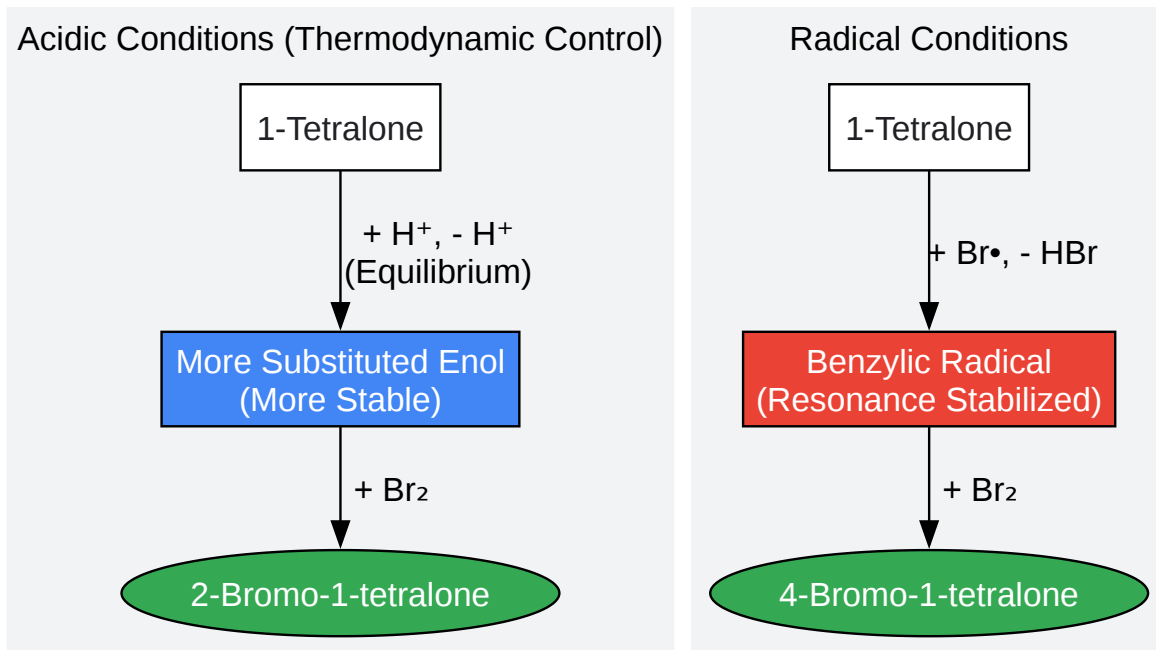 Acidic Conditions (Thermodynamic Control)
1-Tetralone
+ H⁺, - H⁺
(Equilibrium)
More Substituted Enol
(More Stable)
+ Br₂
2-Bromo-1-tetralone
Radical Conditions
1-Tetralone
+ Br•, - HBr
Benzylic Radical
(Resonance Stabilized)
+ Br₂
4-Bromo-1-tetralone